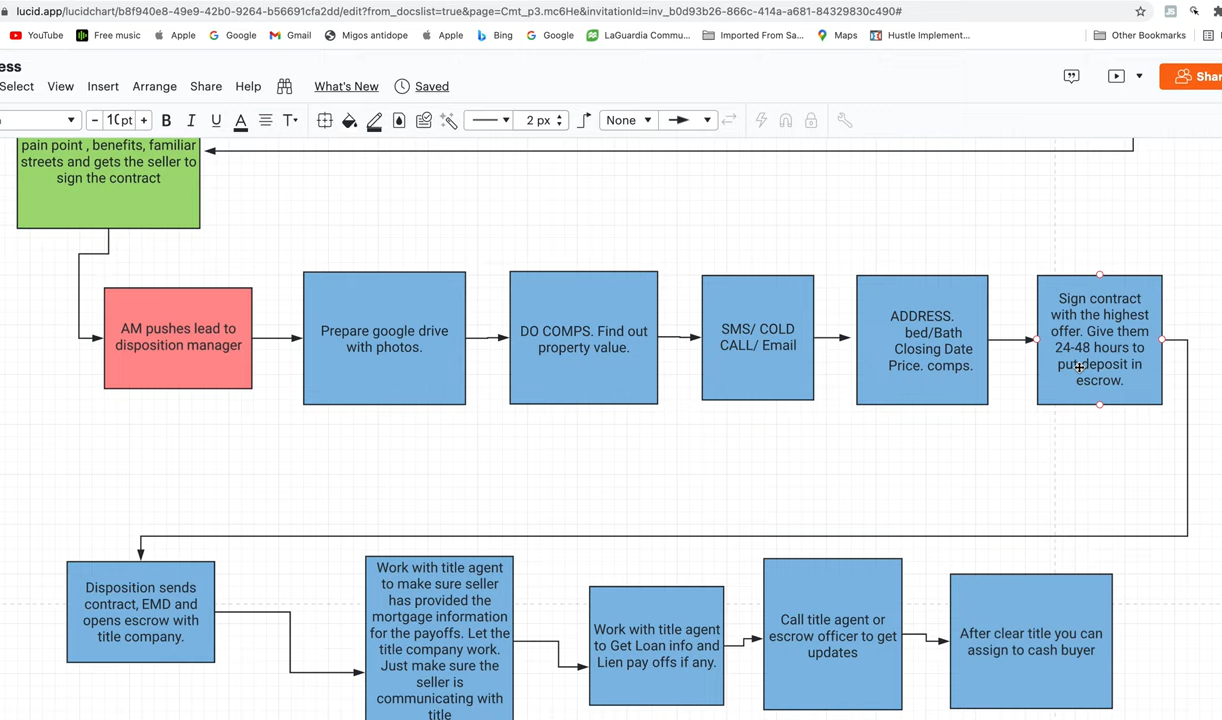 lucid.app/lucidchart/b8f940e8-49e9-42b0-9264-b56691cfa2dd/edit?from_docslist=true&page=Cmt_p3.mc6He&invitationId=inv_b0d93b26-866c-414a-a681-84329830c490#
YouTube Free music Apple Google Gmail Migos antidope Apple Bing Google LaGuardia Commu... Imported From Sa... Maps Hustle Implement... Other Bookmarks
ess
Select View Insert Arrange Share Help What's New Saved
Shar
10 pt + B I U A T 2 px None
pain point , benefits, familiar
streets and gets the seller to
sign the contract
AM pushes lead to
disposition manager
Prepare google drive
with photos.
DO COMPS. Find out
property value.
SMS/ COLD
CALL/ Email
ADDRESS.
bed/Bath
Closing Date
Price. comps.
Sign contract
with the highest
offer. Give them
24-48 hours to
put deposit in
escrow.
Disposition sends
contract, EMD and
opens escrow with
title company.
Work with title agent
to make sure seller
has provided the
mortgage information
for the payoffs. Let the
title company work.
Just make sure the
seller is
communicating with
title
Work with title agent
to Get Loan info and
Lien pay offs if any.
Call title agent or
escrow officer to get
updates
After clear title you can
assign to cash buyer